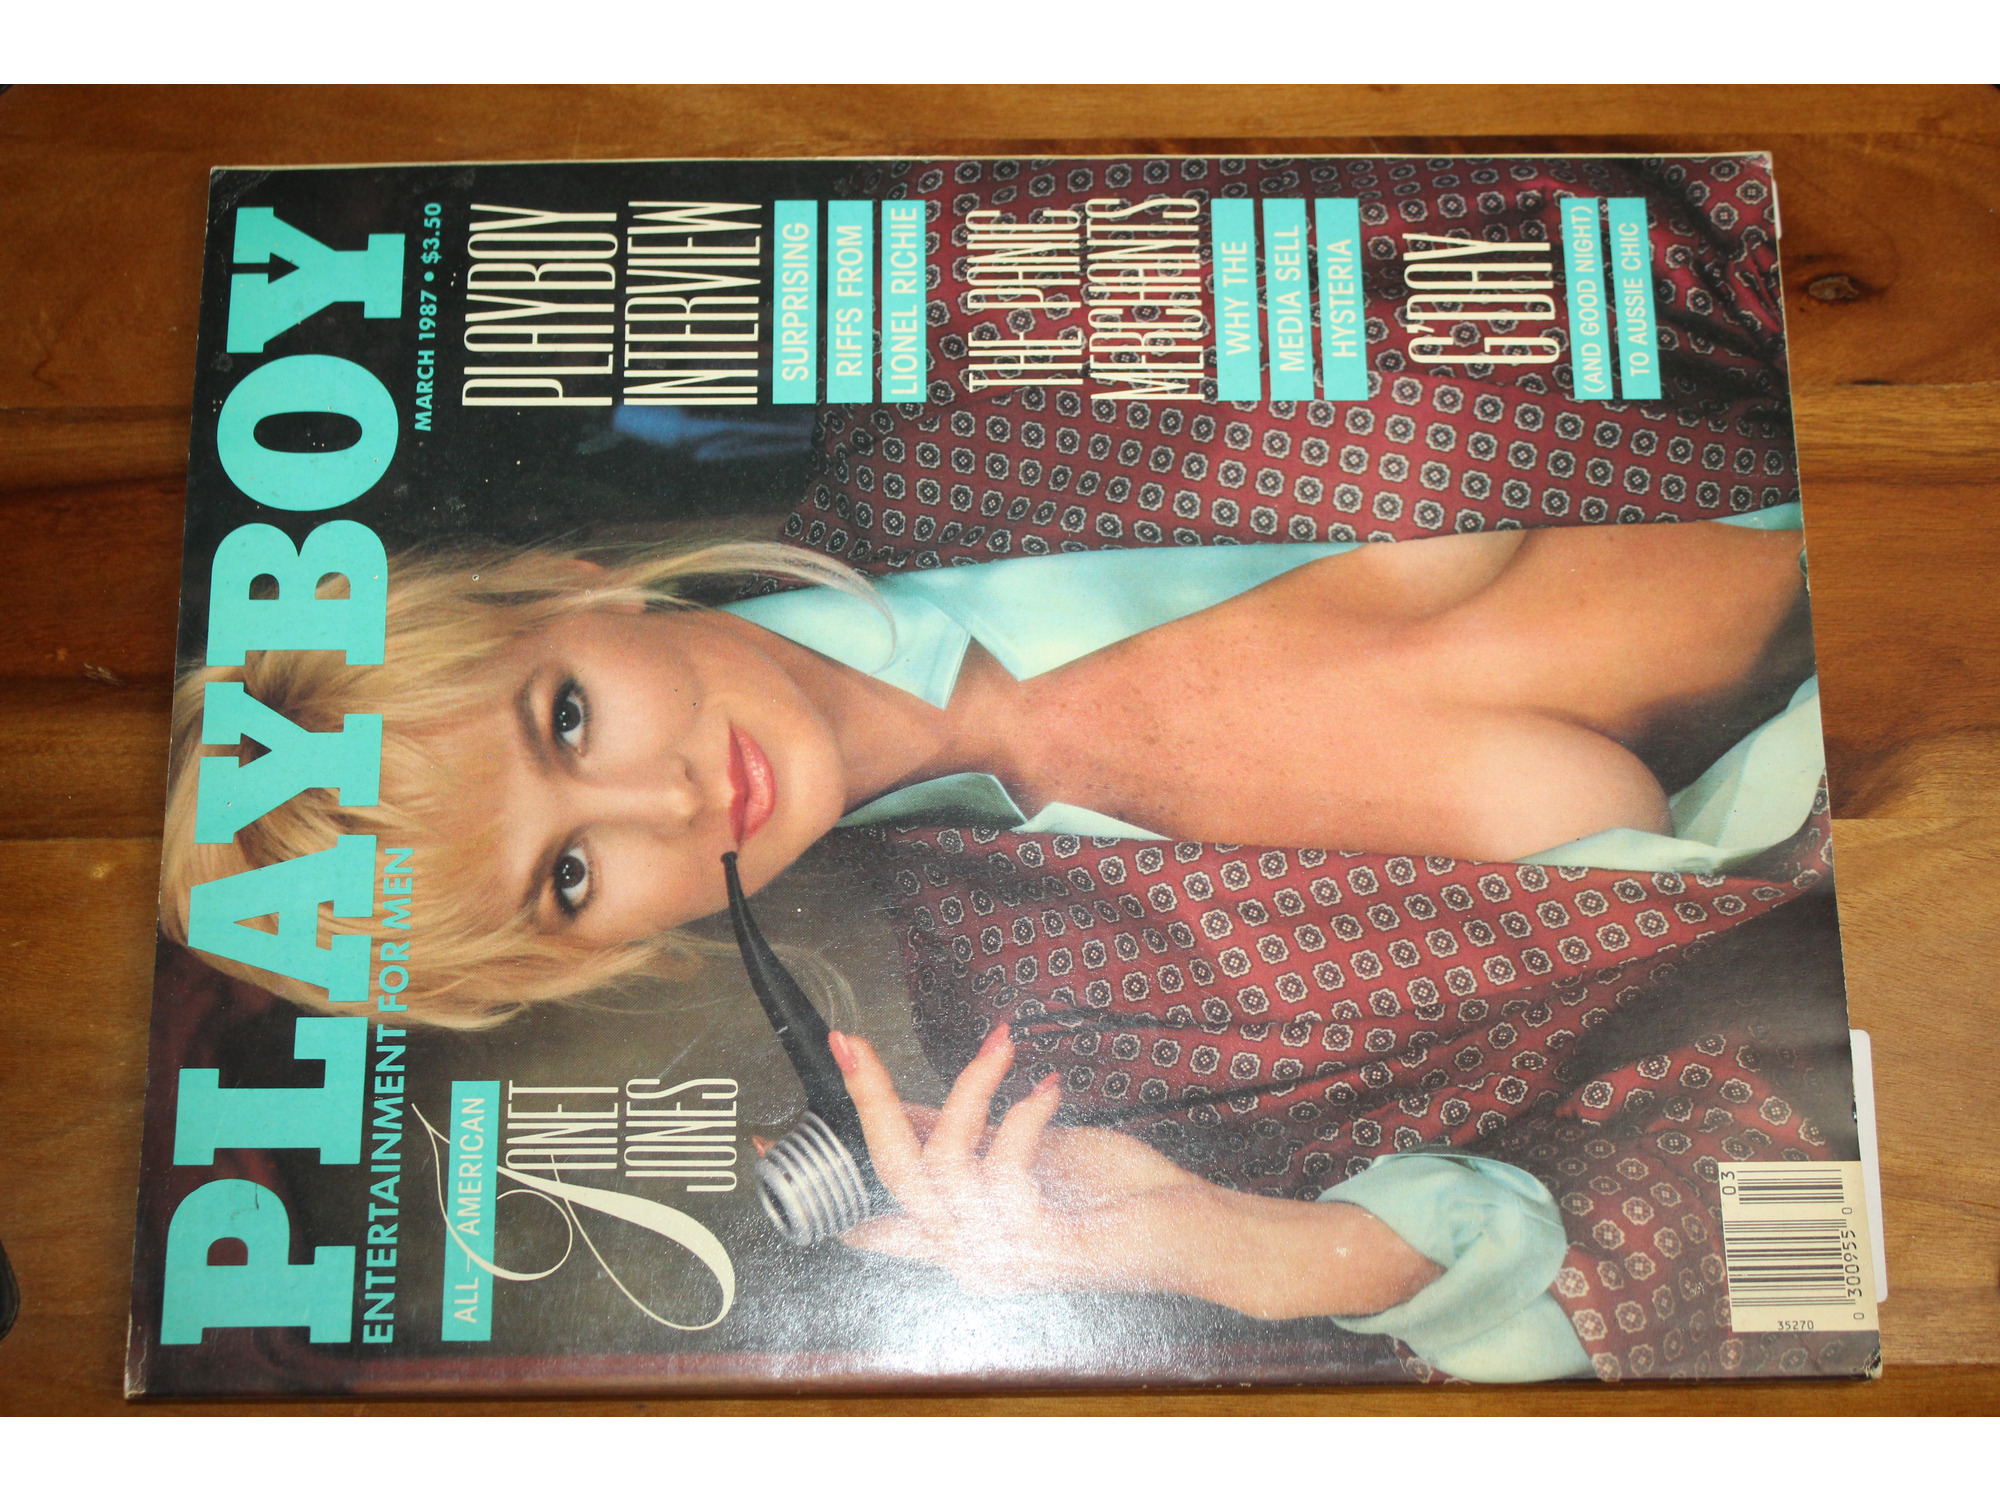 PLAYBOY
ENTERTAINMENT FOR MEN
MARCH 1987 • $3.50
ALL-AMERICAN
JANET
JONES
PLAYBOY
INTERVIEW
SURPRISING
RIFFS FROM
LIONEL RICHIE
THE PANIC
MERCHANTS
WHY THE
MEDIA SELL
HYSTERIA
G'DAY
(AND GOOD NIGHT)
TO AUSSIE CHIC
03
35270
0 300955 0